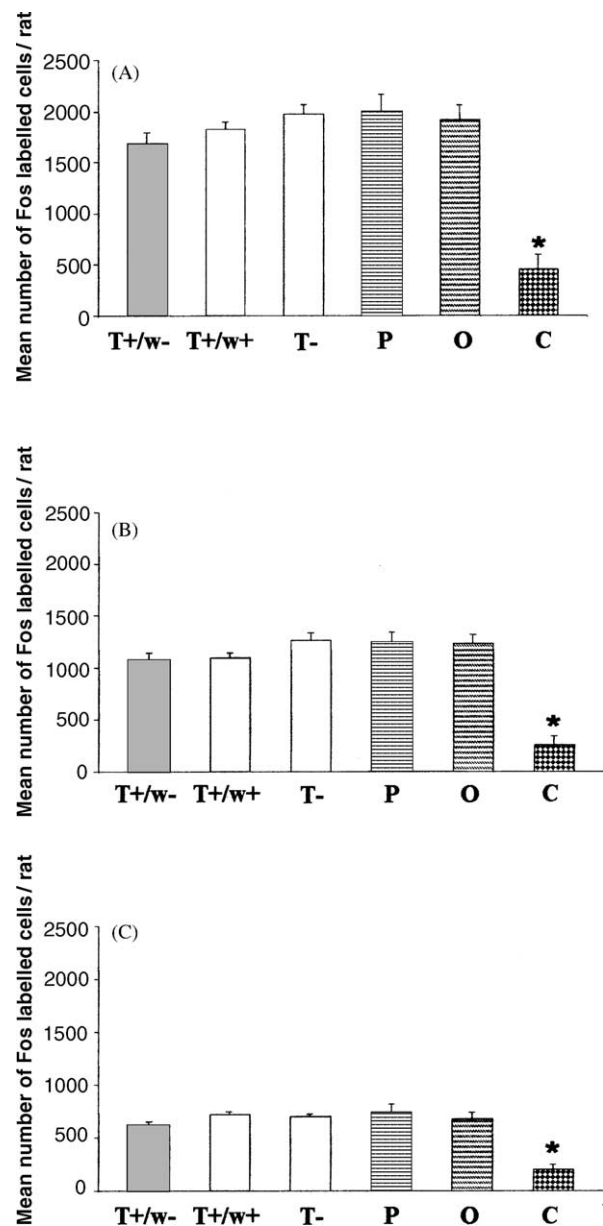 Mean number of Fos labelled cells/ rat
(A)
2500
2000
1500
1000
500
0
*
T+/w- T+/w+ T- P O C
Mean number of Fos labelled cells/ rat
(B)
2500
2000
1500
1000
500
0
*
T+/w- T+/w+ T- P O C
Mean number of Fos labelled cells/ rat
(C)
2500
2000
1500
1000
500
0
*
T+/w- T+/w+ T- P O C